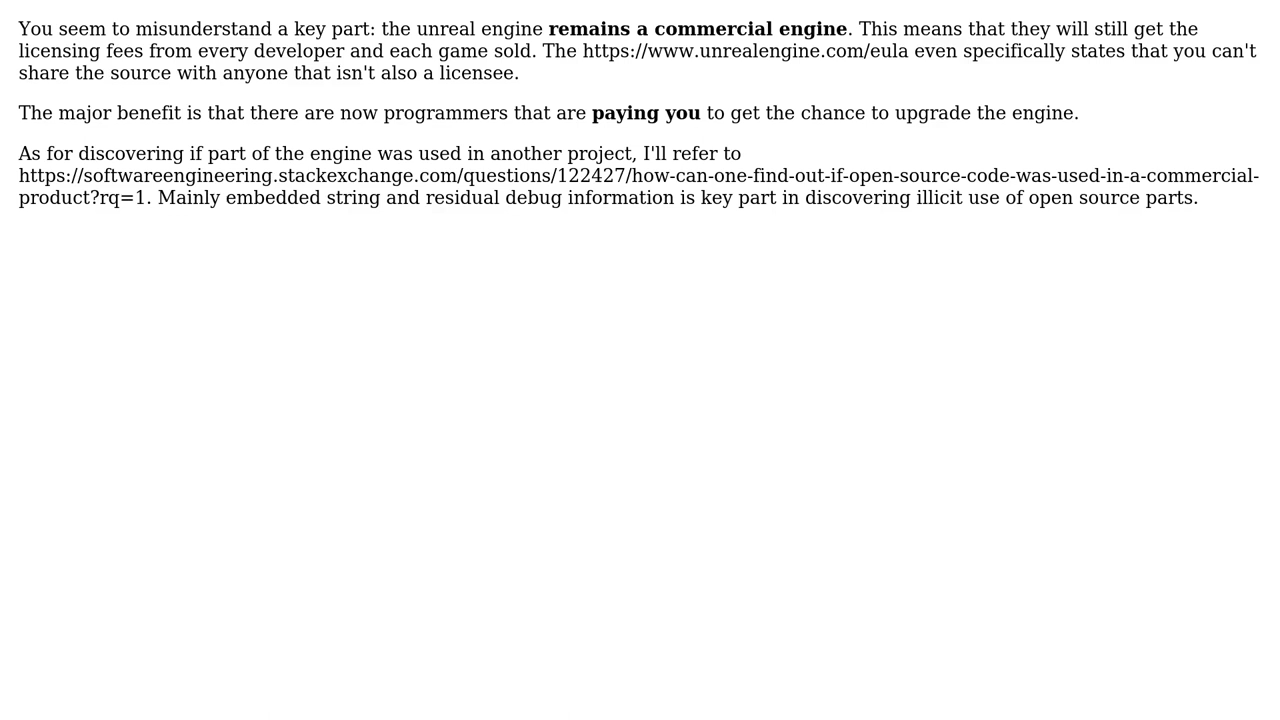 You seem to misunderstand a key part: the unreal engine remains a commercial engine. This means that they will still get the
licensing fees from every developer and each game sold. The https://www.unrealengine.com/eula even specifically states that you can't
share the source with anyone that isn't also a licensee.
The major benefit is that there are now programmers that are paying you to get the chance to upgrade the engine.
As for discovering if part of the engine was used in another project, I'll refer to
https://softwareengineering.stackexchange.com/questions/122427/how-can-one-find-out-if-open-source-code-was-used-in-a-commercial-
product?rq=1. Mainly embedded string and residual debug information is key part in discovering illicit use of open source parts.